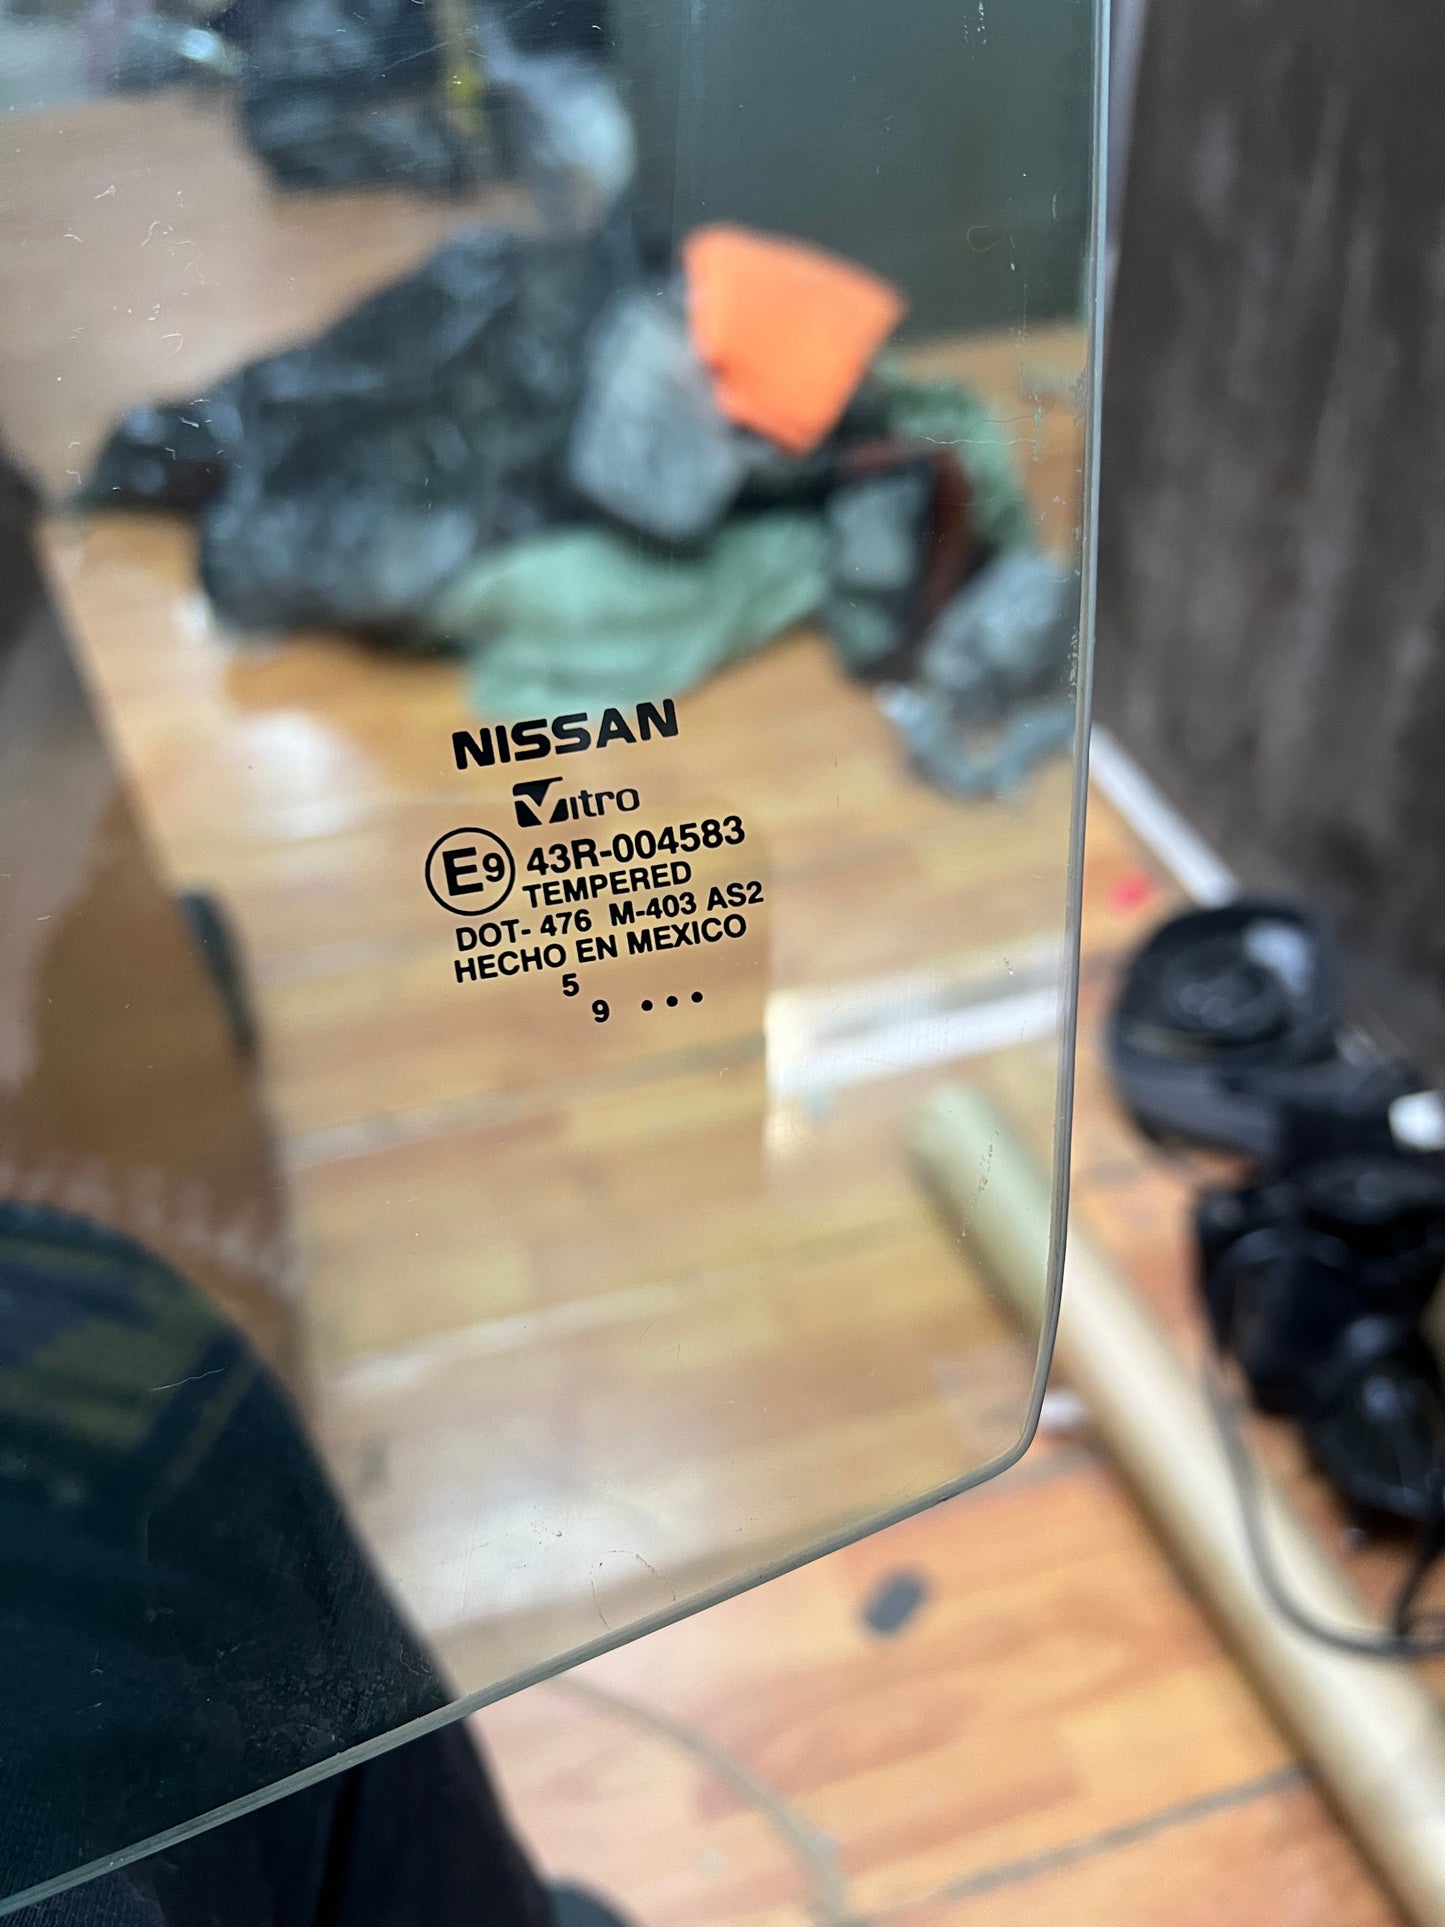 NISSAN
Vitro
E9 43R-004583
TEMPERED
DOT- 476 M-403 AS2
HECHO EN MEXICO
5
9 •••